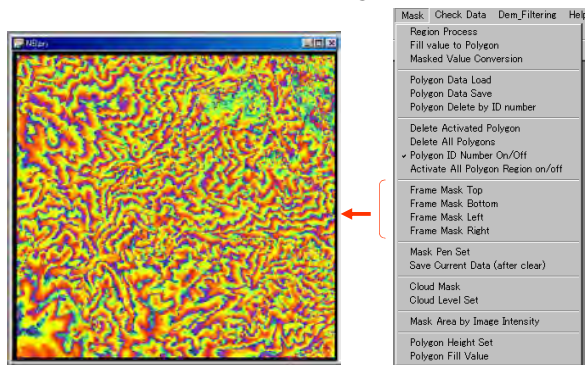 NB.prj
Mask Check Data Dem_Filtering Help
Region Process
Fill value to Polygon
Masked Value Conversion
Polygon Data Load
Polygon Data Save
Polygon Delete by ID number
Delete Activated Polygon
Delete All Polygons
✓ Polygon ID Number On/Off
Activate All Polygon Region on/off
Frame Mask Top
Frame Mask Bottom
Frame Mask Left
Frame Mask Right
Mask Pen Set
Save Current Data (after clear)
Cloud Mask
Cloud Level Set
Mask Area by Image Intensity
Polygon Height Set
Polygon Fill Value